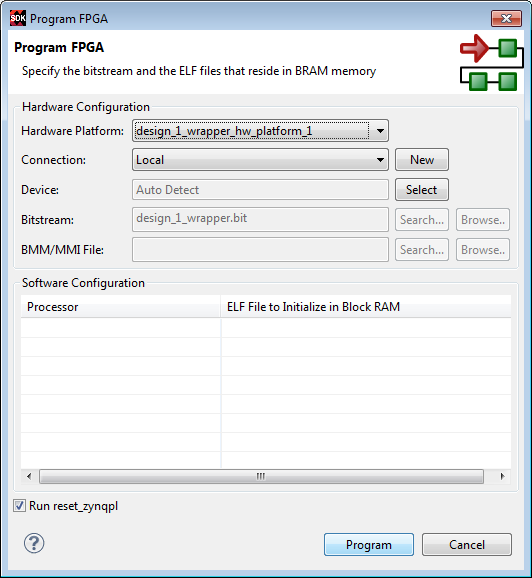 SDK Program FPGA
Program FPGA
Specify the bitstream and the ELF files that reside in BRAM memory
Hardware Configuration
Hardware Platform: design_1_wrapper_hw_platform_1
Connection: Local New
Device: Auto Detect Select
Bitstream: design_1_wrapper.bit Search... Browse..
BMM/MMI File: Search... Browse..
Software Configuration
Processor ELF File to Initialize in Block RAM
Run reset_zynqpl
? Program Cancel